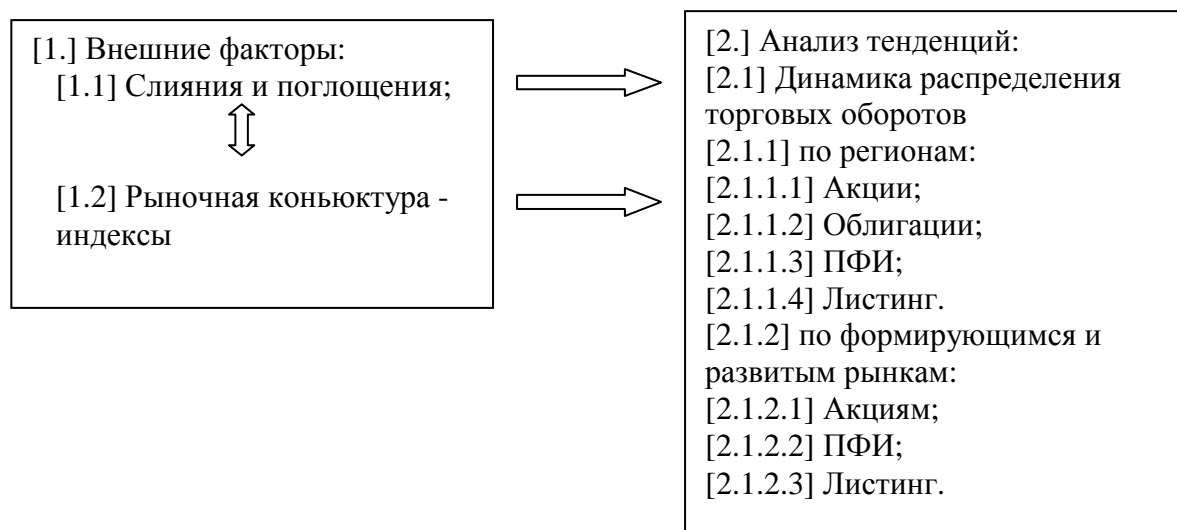 [1.] Внешние факторы:
[1.1] Слияния и поглощения;
[1.2] Рыночная коньюктура -
индексы
[2.] Анализ тенденций:
[2.1] Динамика распределения
торговых оборотов
[2.1.1] по регионам:
[2.1.1.1] Акции;
[2.1.1.2] Облигации;
[2.1.1.3] ПФИ;
[2.1.1.4] Листинг.
[2.1.2] по формирующимся и
развитым рынкам:
[2.1.2.1] Акциям;
[2.1.2.2] ПФИ;
[2.1.2.3] Листинг.